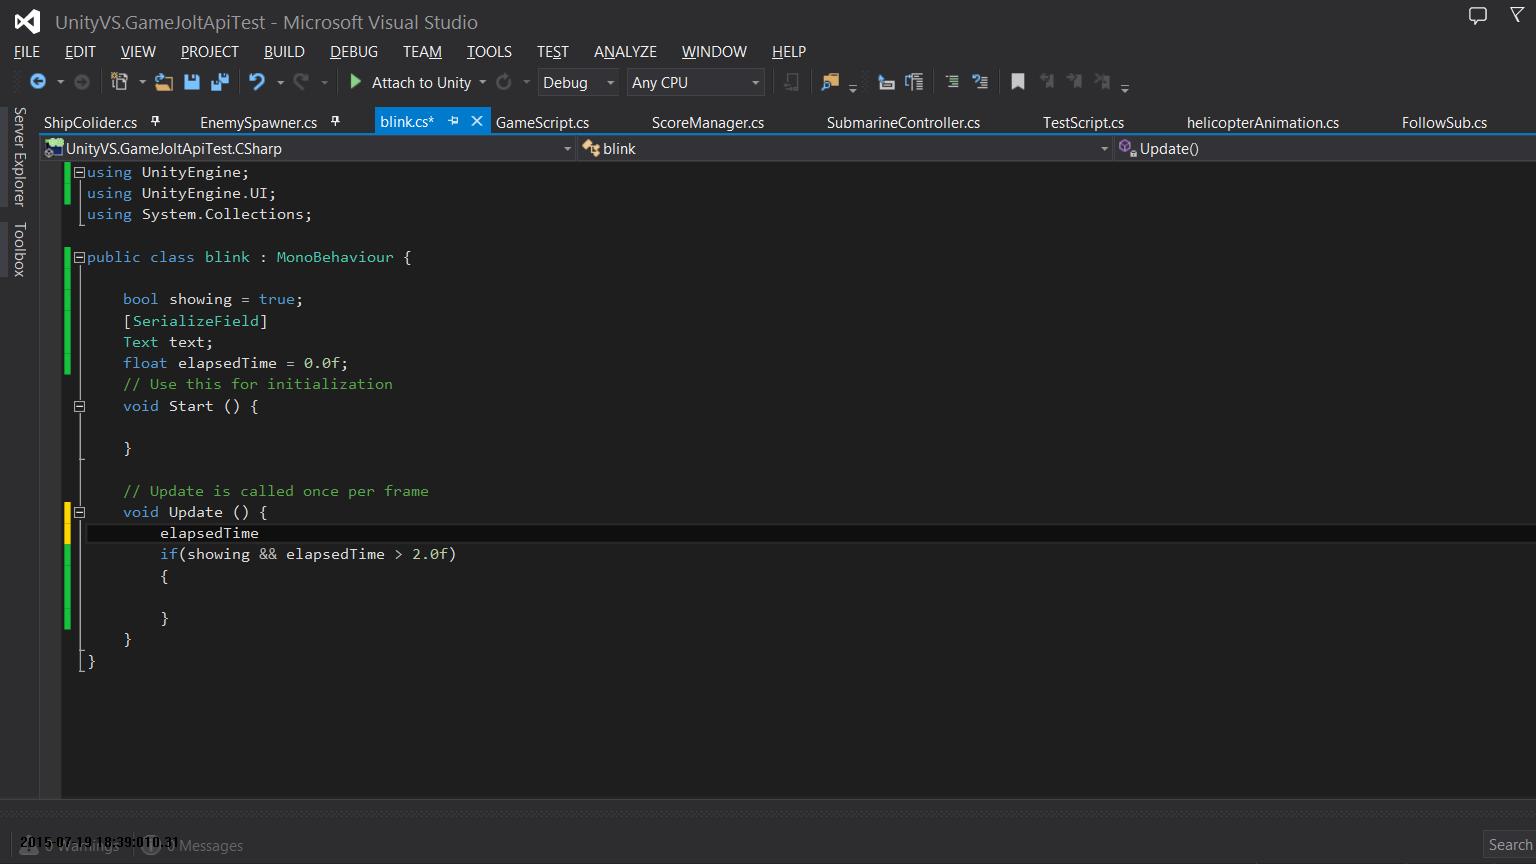 UnityVS.GameJoltApiTest - Microsoft Visual Studio
FILE EDIT VIEW PROJECT BUILD DEBUG TEAM TOOLS TEST ANALYZE WINDOW HELP
Attach to Unity Debug Any CPU
Server Explorer
Toolbox
ShipColider.cs EnemySpawner.cs blink.cs* GameScript.cs ScoreManager.cs SubmarineController.cs TestScript.cs helicopterAnimation.cs FollowSub.cs
UnityVS.GameJoltApiTest.CSharp blink Update()
using UnityEngine;
using UnityEngine.UI;
using System.Collections;
public class blink : MonoBehaviour {
bool showing = true;
[SerializeField]
Text text;
float elapsedTime = 0.0f;
// Use this for initialization
void Start () {
}
// Update is called once per frame
void Update () {
elapsedTime
if(showing && elapsedTime > 2.0f)
{
}
}
}
2015-07-19 18:39:010.31
0 Warnings 0 Messages
Search